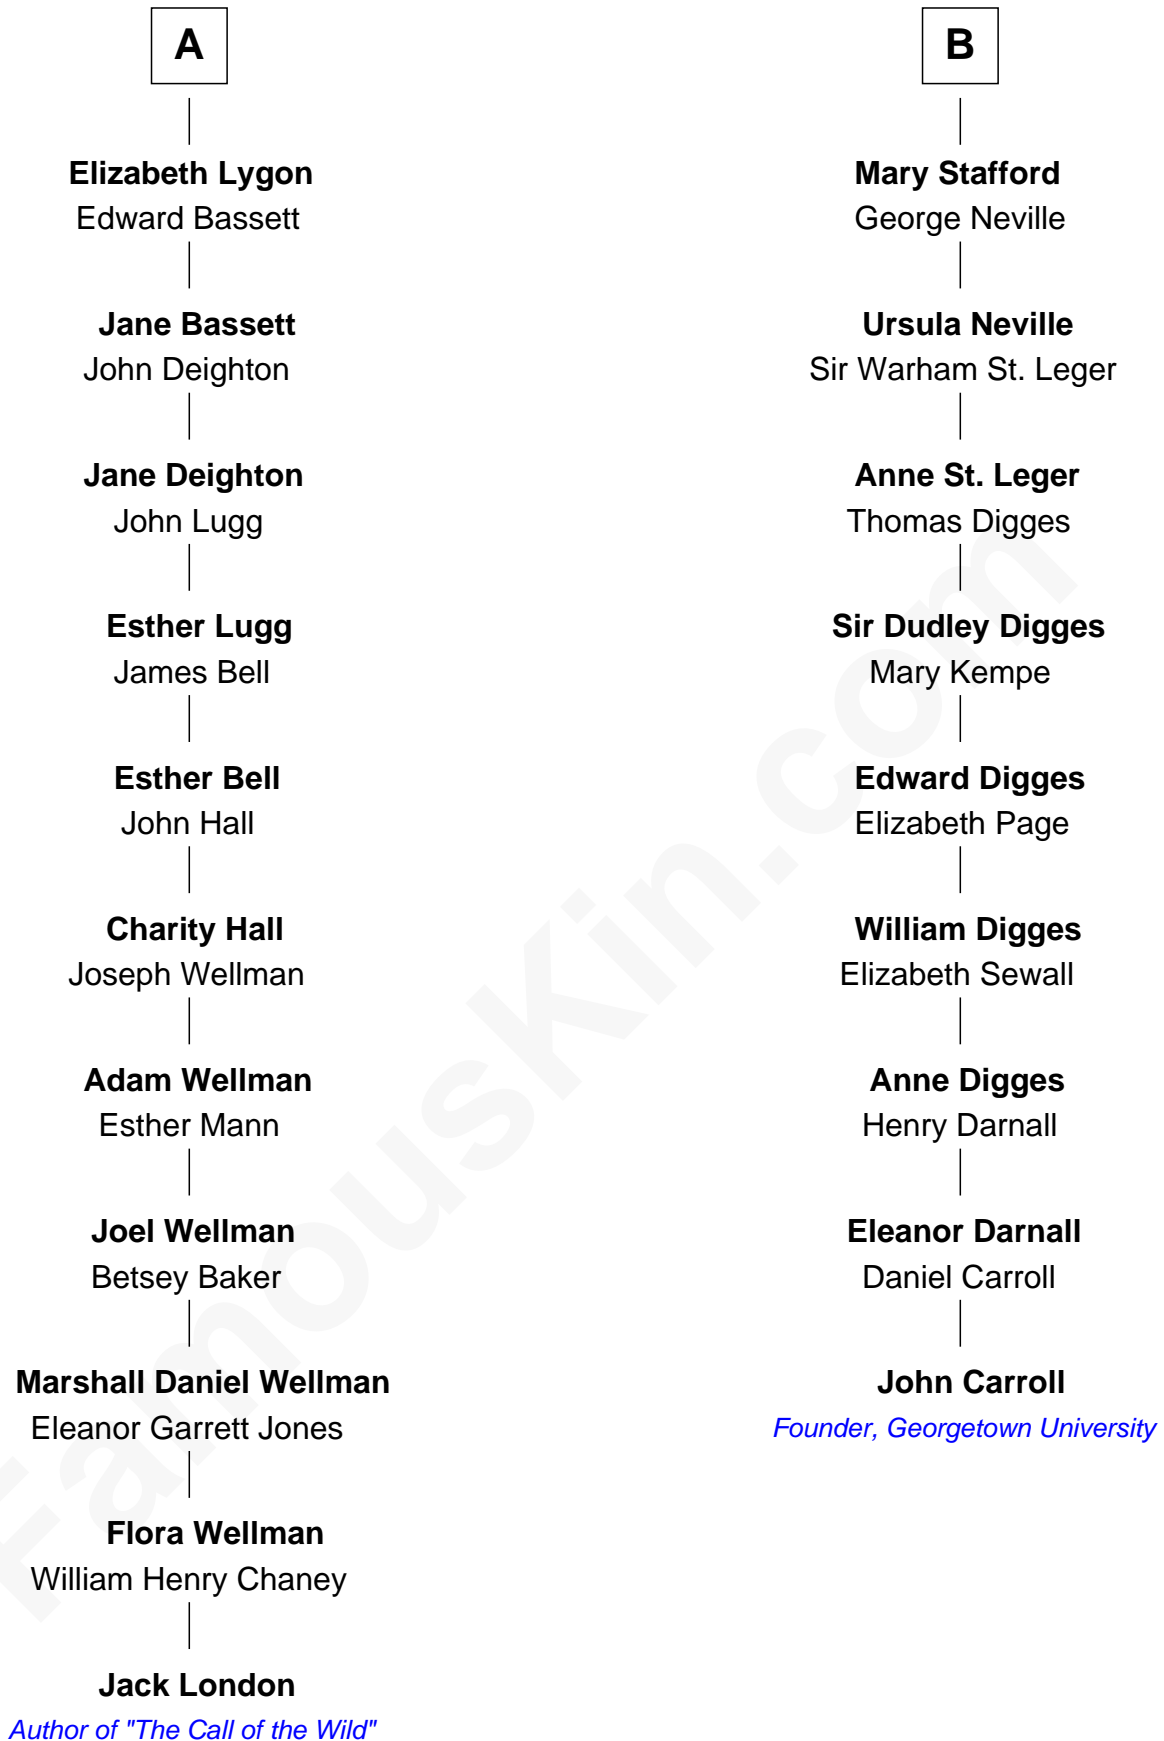 A
Elizabeth Lygon
Edward Bassett
Jane Bassett
John Deighton
Jane Deighton
John Lugg
Esther Lugg
James Bell
Esther Bell
John Hall
Charity Hall
Joseph Wellman
Adam Wellman
Esther Mann
Joel Wellman
Betsey Baker
Marshall Daniel Wellman
Eleanor Garrett Jones
Flora Wellman
William Henry Chaney
Jack London
Author of "The Call of the Wild"
B
Mary Stafford
George Neville
Ursula Neville
Sir Warham St. Leger
Anne St. Leger
Thomas Digges
Sir Dudley Digges
Mary Kempe
Edward Digges
Elizabeth Page
William Digges
Elizabeth Sewall
Anne Digges
Henry Darnall
Eleanor Darnall
Daniel Carroll
John Carroll
Founder, Georgetown University
FamousKin.com